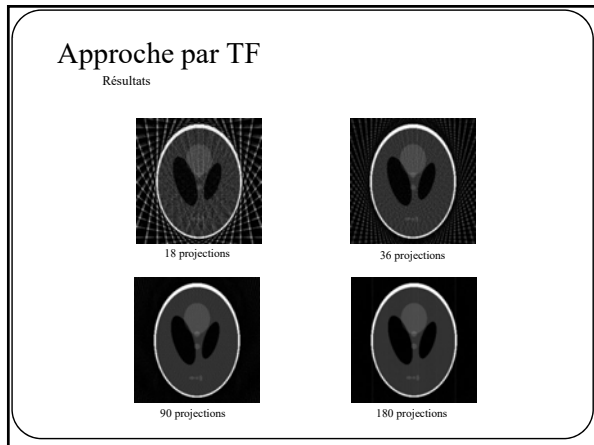 Approche par TF
Résultats
18 projections
36 projections
90 projections
180 projections